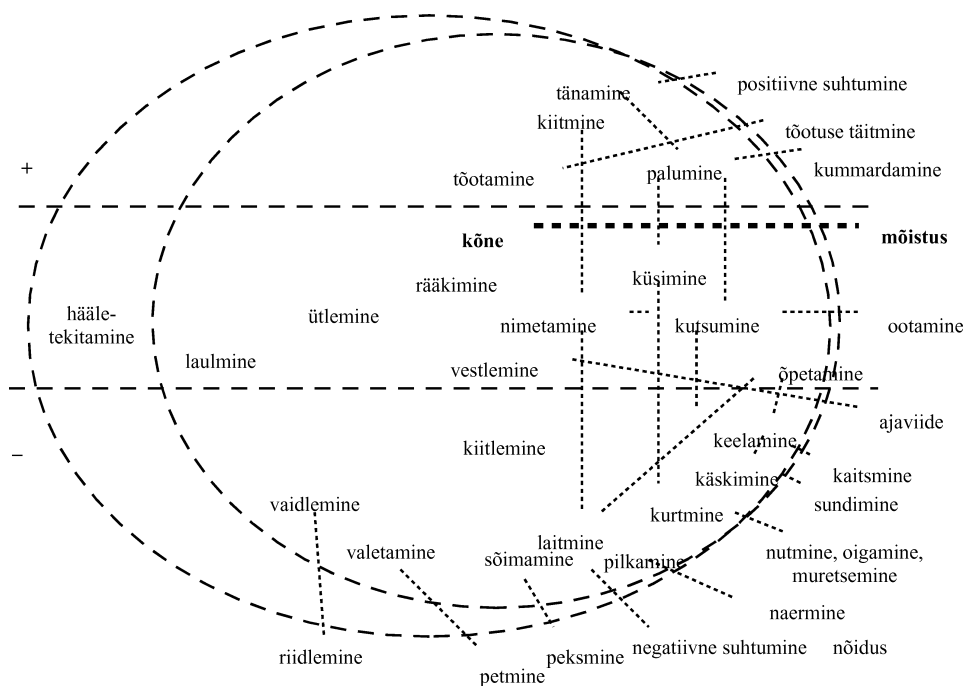 positiivne suhtumine
tänamine
kiitmine
tõotuse täitmine
+
palumine
kummardamine
tõotamine
kõne
mõistus
rääkimine
küsimine
hääle-
tekitamine
ütlemine
nimetamine
kutsumine
ootamine
laulmine
vestlemine
õpetamine
ajaviide
kiitlemine
keelamine
–
käskimine
kaitsmine
vaidlemine
kurtmine
sundimine
valetamine
laitmine
sõimamine
pilkamine
nutmine, oigamine,
muretsemine
naermine
riidlemine
peksmine
negatiivne suhtumine
nõidus
petmine